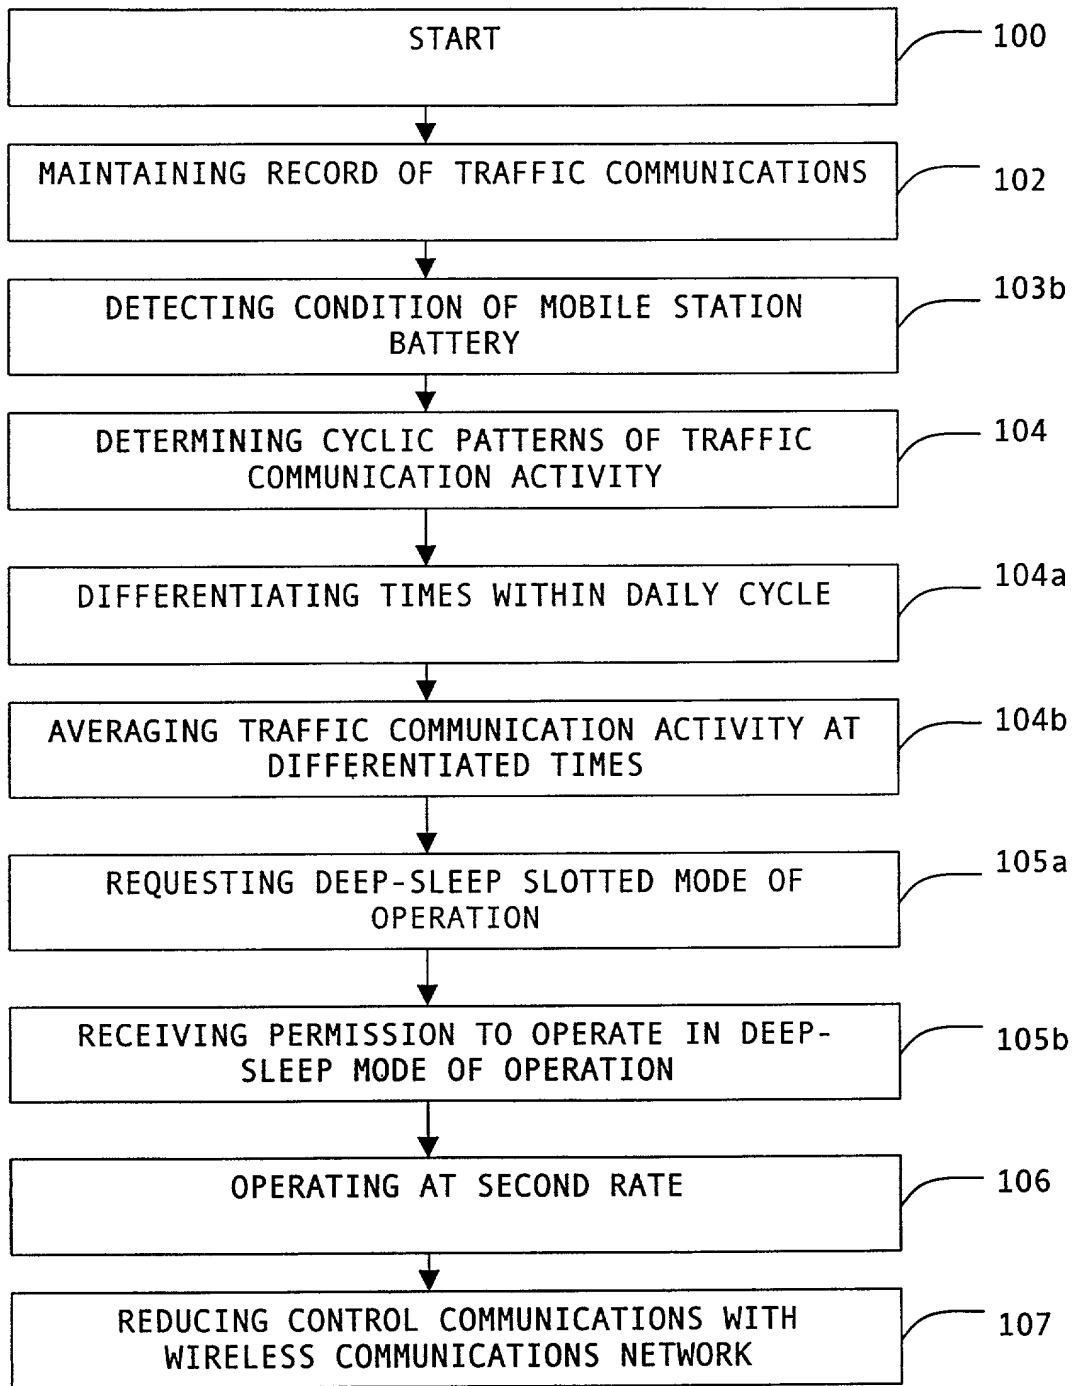 START
100
MAINTAINING RECORD OF TRAFFIC COMMUNICATIONS
102
DETECTING CONDITION OF MOBILE STATION
BATTERY
103b
DETERMINING CYCLIC PATTERNS OF TRAFFIC
COMMUNICATION ACTIVITY
104
DIFFERENTIATING TIMES WITHIN DAILY CYCLE
104a
AVERAGING TRAFFIC COMMUNICATION ACTIVITY AT
DIFFERENTIATED TIMES
104b
REQUESTING DEEP-SLEEP SLOTTED MODE OF
OPERATION
105a
RECEIVING PERMISSION TO OPERATE IN DEEP-
SLEEP MODE OF OPERATION
105b
OPERATING AT SECOND RATE
106
REDUCING CONTROL COMMUNICATIONS WITH
WIRELESS COMMUNICATIONS NETWORK
107